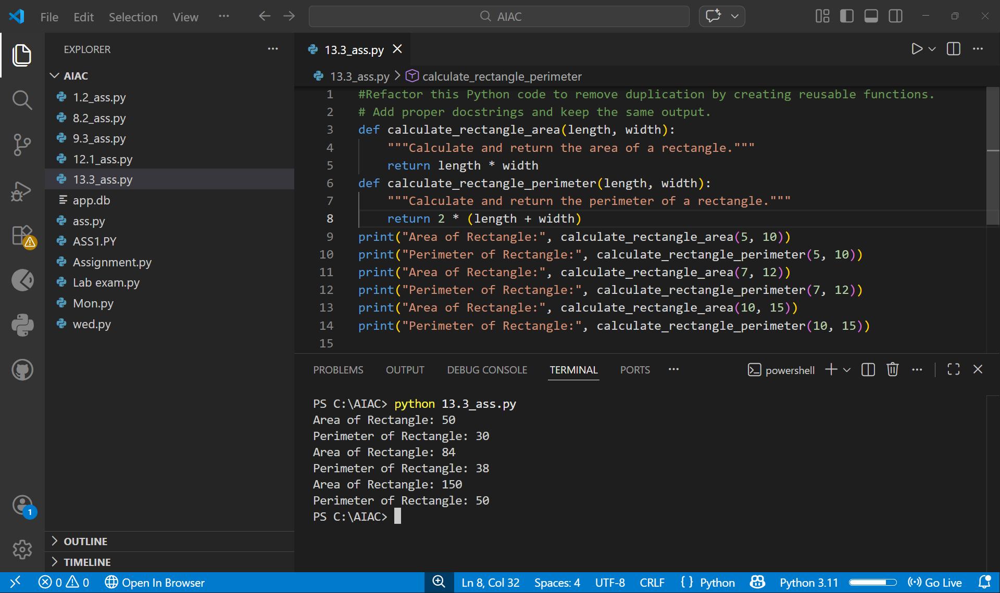 File Edit Selection View ··· AIAC
EXPLORER ···
AIAC
1.2_ass.py
8.2_ass.py
9.3_ass.py
12.1_ass.py
13.3_ass.py
app.db
ass.py
ASS1.PY
Assignment.py
Lab exam.py
Mon.py
wed.py
OUTLINE
TIMELINE
13.3_ass.py
13.3_ass.py > calculate_rectangle_perimeter
1 #Refactor this Python code to remove duplication by creating reusable functions.
2 # Add proper docstrings and keep the same output.
3 def calculate_rectangle_area(length, width):
4     """Calculate and return the area of a rectangle."""
5     return length * width
6 def calculate_rectangle_perimeter(length, width):
7     """Calculate and return the perimeter of a rectangle."""
8     return 2 * (length + width)
9 print("Area of Rectangle:", calculate_rectangle_area(5, 10))
10 print("Perimeter of Rectangle:", calculate_rectangle_perimeter(5, 10))
11 print("Area of Rectangle:", calculate_rectangle_area(7, 12))
12 print("Perimeter of Rectangle:", calculate_rectangle_perimeter(7, 12))
13 print("Area of Rectangle:", calculate_rectangle_area(10, 15))
14 print("Perimeter of Rectangle:", calculate_rectangle_perimeter(10, 15))
15
PROBLEMS OUTPUT DEBUG CONSOLE TERMINAL PORTS ··· powershell
PS C:\AIAC> python 13.3_ass.py
Area of Rectangle: 50
Perimeter of Rectangle: 30
Area of Rectangle: 84
Perimeter of Rectangle: 38
Area of Rectangle: 150
Perimeter of Rectangle: 50
PS C:\AIAC>
1
0 0 Open In Browser Ln 8, Col 32 Spaces: 4 UTF-8 CRLF {} Python Python 3.11 Go Live